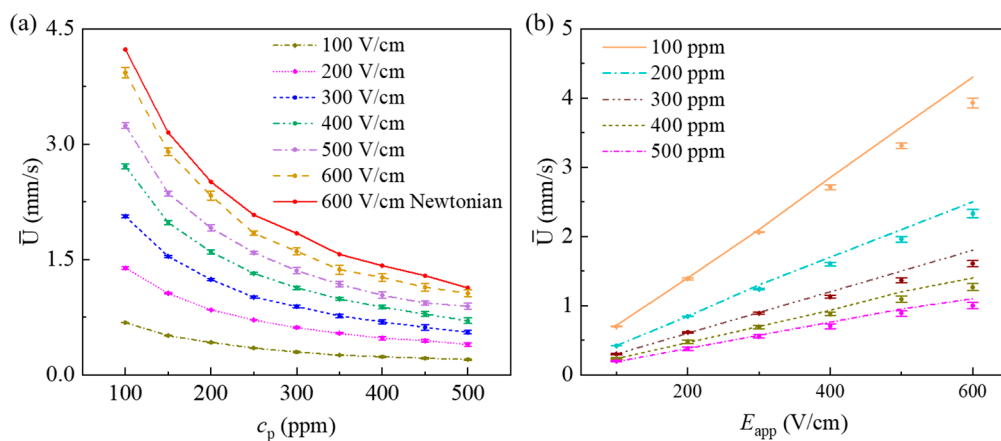 (a)
4.5
3.0
1.5
0.0
Ū (mm/s)
100 200 300 400 500
c_p (ppm)
100 V/cm
200 V/cm
300 V/cm
400 V/cm
500 V/cm
600 V/cm
600 V/cm Newtonian
(b)
5
4
3
2
1
0
Ū (mm/s)
200 400 600
E_app (V/cm)
100 ppm
200 ppm
300 ppm
400 ppm
500 ppm